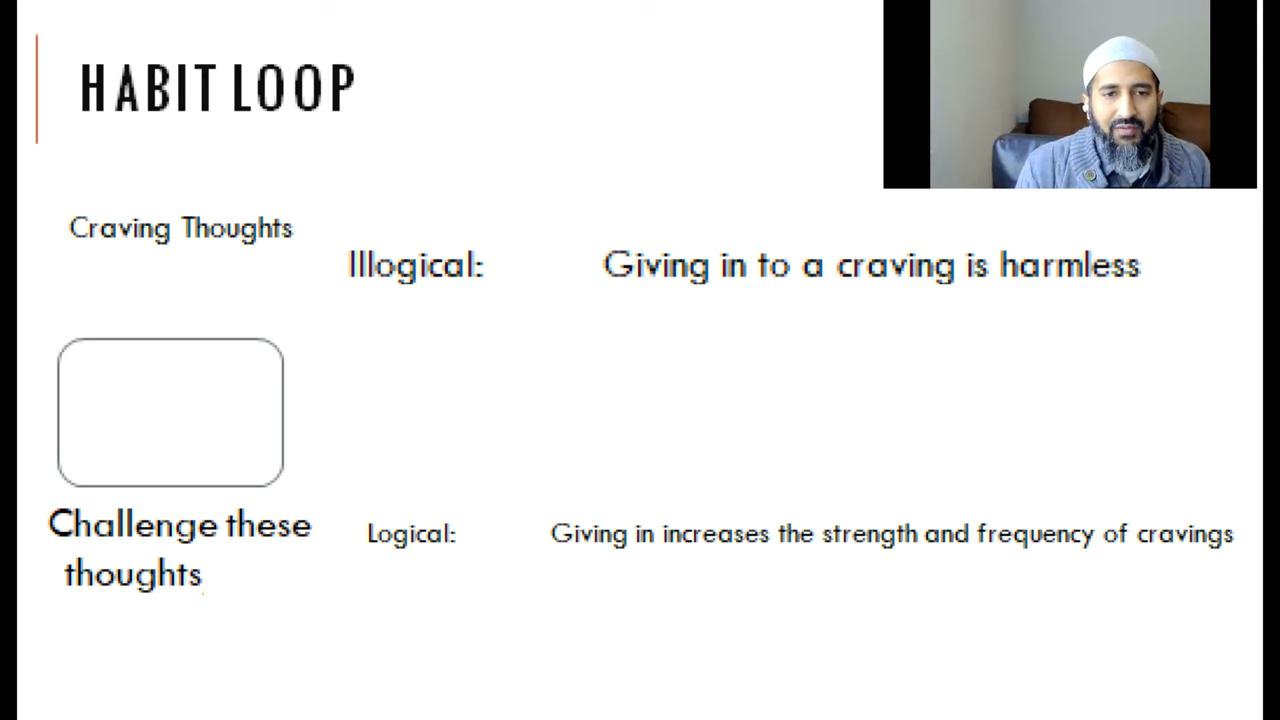 HABIT LOOP
Craving Thoughts
Illogical: Giving in to a craving is harmless
Challenge these
thoughts
Logical: Giving in increases the strength and frequency of cravings